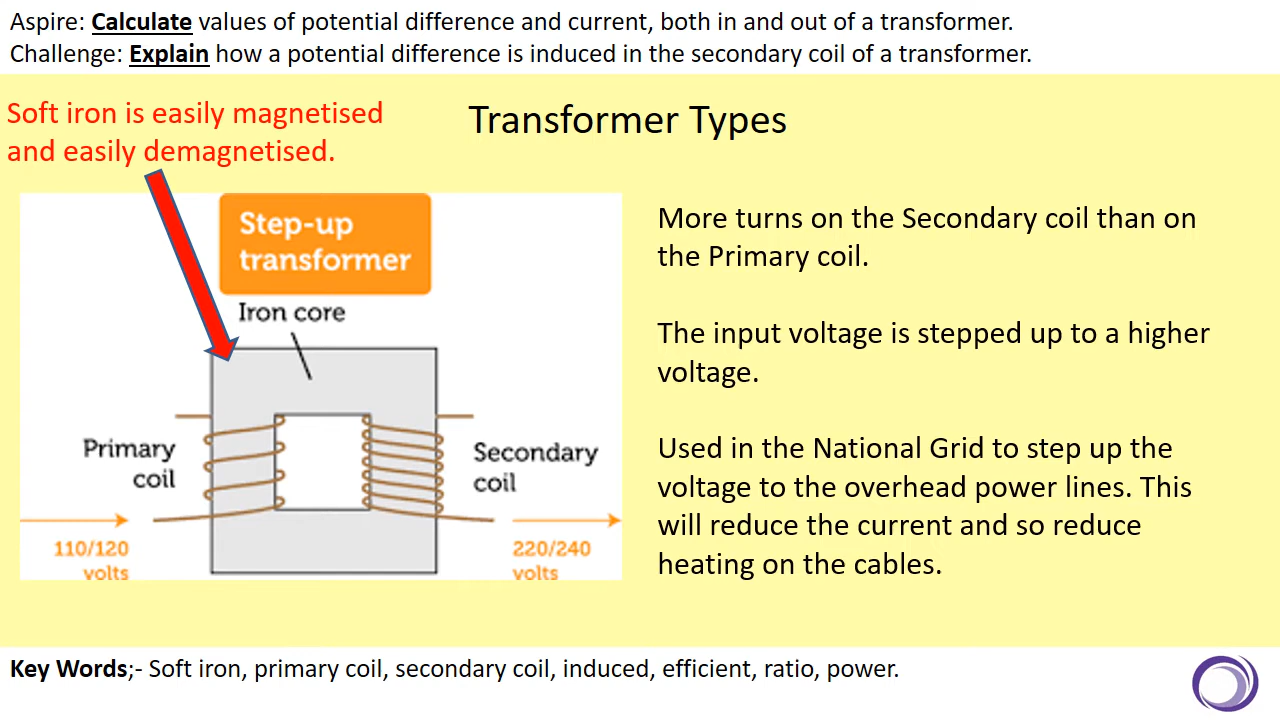 Aspire: Calculate values of potential difference and current, both in and out of a transformer.
Challenge: Explain how a potential difference is induced in the secondary coil of a transformer.
Soft iron is easily magnetised
and easily demagnetised.
Transformer Types
Step-up
transformer
Iron core
Primary
coil
Secondary
coil
110/120
volts
220/240
volts
More turns on the Secondary coil than on
the Primary coil.
The input voltage is stepped up to a higher
voltage.
Used in the National Grid to step up the
voltage to the overhead power lines. This
will reduce the current and so reduce
heating on the cables.
Key Words;- Soft iron, primary coil, secondary coil, induced, efficient, ratio, power.